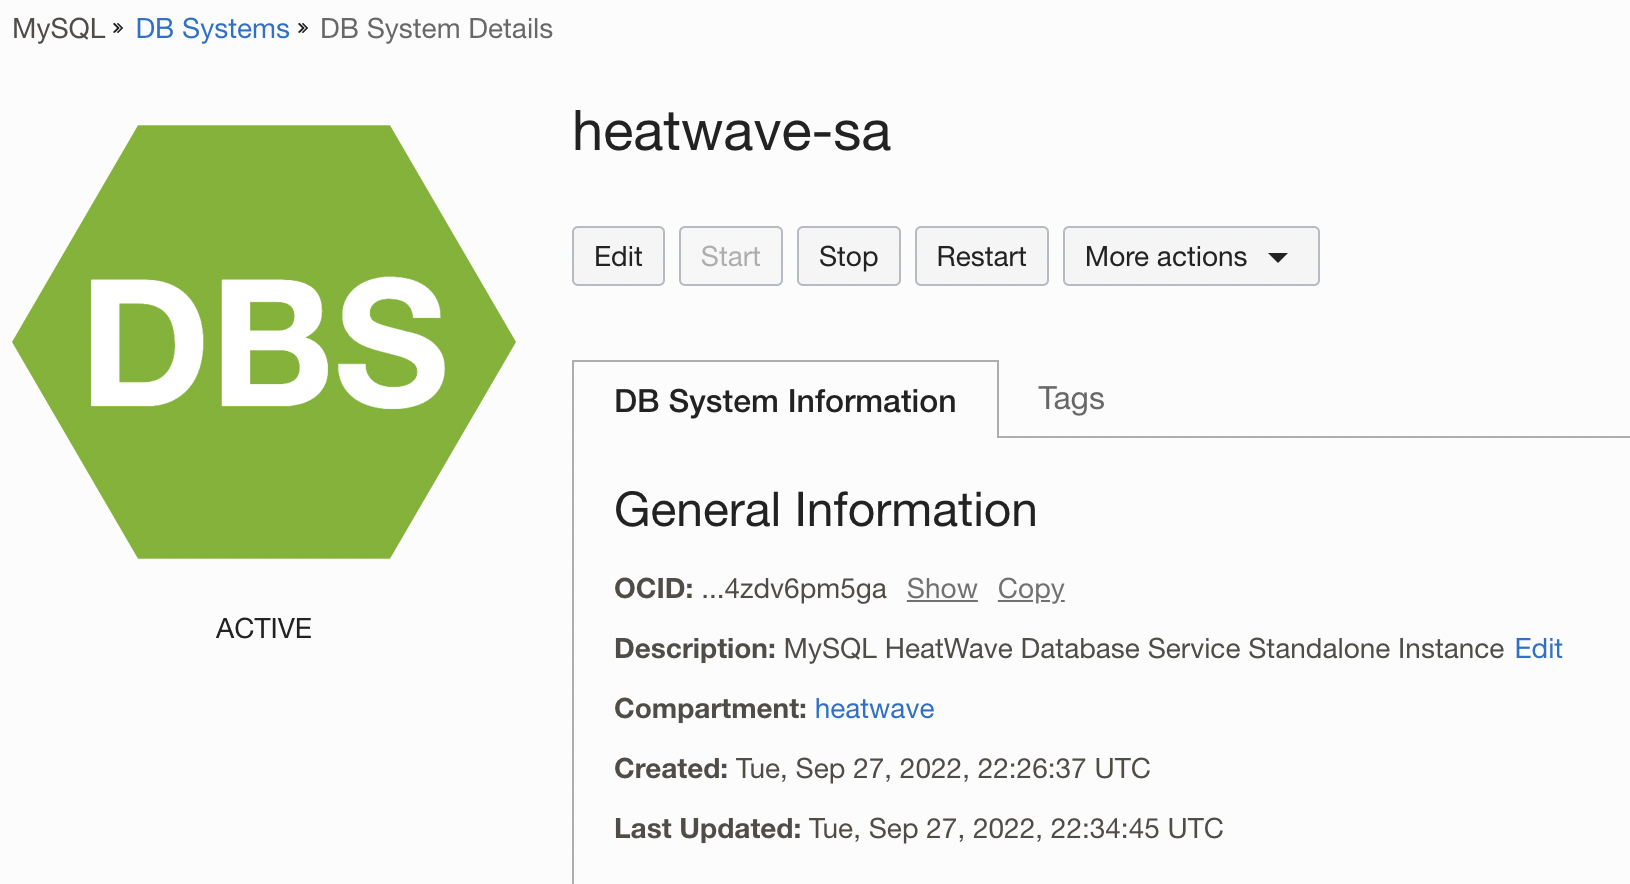 MySQL » DB Systems » DB System Details
DBS
ACTIVE
heatwave-sa
Edit Start Stop Restart More actions
DB System Information Tags
General Information
OCID: ...4zdv6pm5ga Show Copy
Description: MySQL HeatWave Database Service Standalone Instance Edit
Compartment: heatwave
Created: Tue, Sep 27, 2022, 22:26:37 UTC
Last Updated: Tue, Sep 27, 2022, 22:34:45 UTC